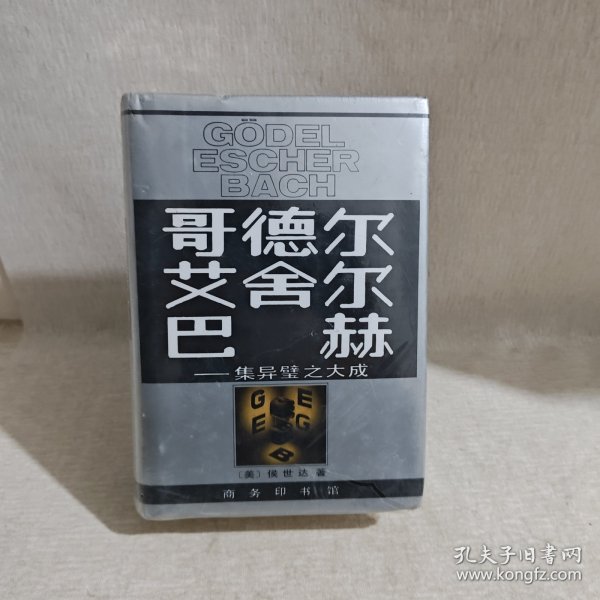 GÖDEL
ESCHER
BACH
哥德尔
艾舍尔
巴赫
——集异璧之大成
G E
E G
B
〔美〕侯世达 著
商务印书馆
孔夫子旧书网
www.kongfz.com